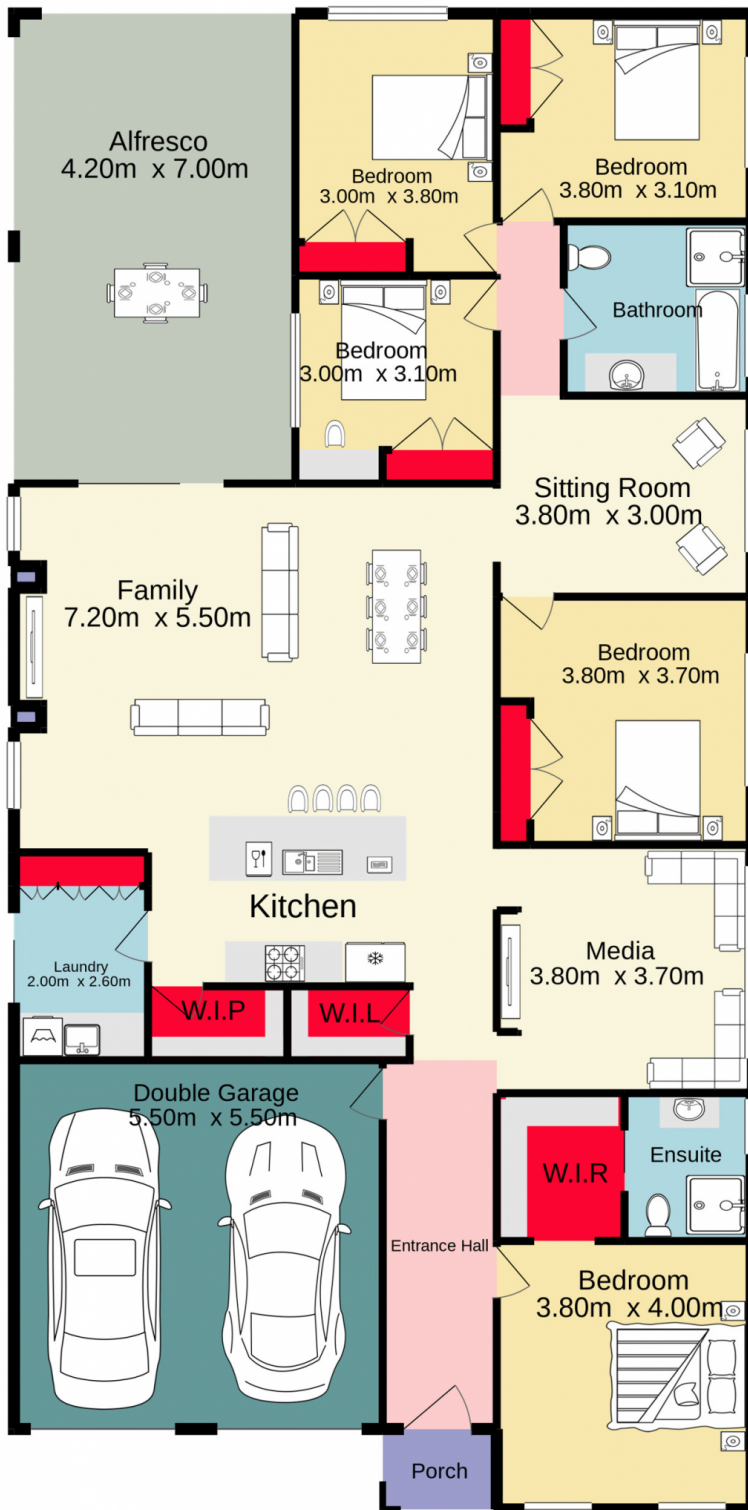 Alfresco
4.20m x 7.00m
Bedroom
3.00m x 3.80m
Bedroom
3.80m x 3.10m
Bathroom
Bedroom
3.00m x 3.10m
Sitting Room
3.80m x 3.00m
Family
7.20m x 5.50m
Bedroom
3.80m x 3.70m
Kitchen
Laundry
2.00m x 2.60m
Media
3.80m x 3.70m
W.I.P
W.I.L
Double Garage
5.50m x 5.50m
W.I.R
Ensuite
Entrance Hall
Bedroom
3.80m x 4.00m
Porch